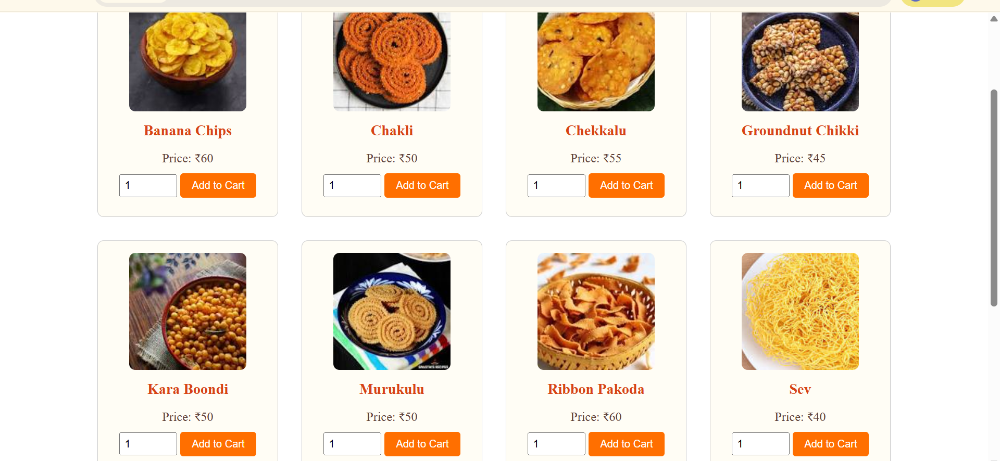 Banana Chips
Price: ₹60
1 Add to Cart
Chakli
Price: ₹50
1 Add to Cart
Chekkalu
Price: ₹55
1 Add to Cart
Groundnut Chikki
Price: ₹45
1 Add to Cart
Kara Boondi
Price: ₹50
1 Add to Cart
SWASTHI'S RECIPES
Murukulu
Price: ₹50
1 Add to Cart
Ribbon Pakoda
Price: ₹60
1 Add to Cart
Sev
Price: ₹40
1 Add to Cart